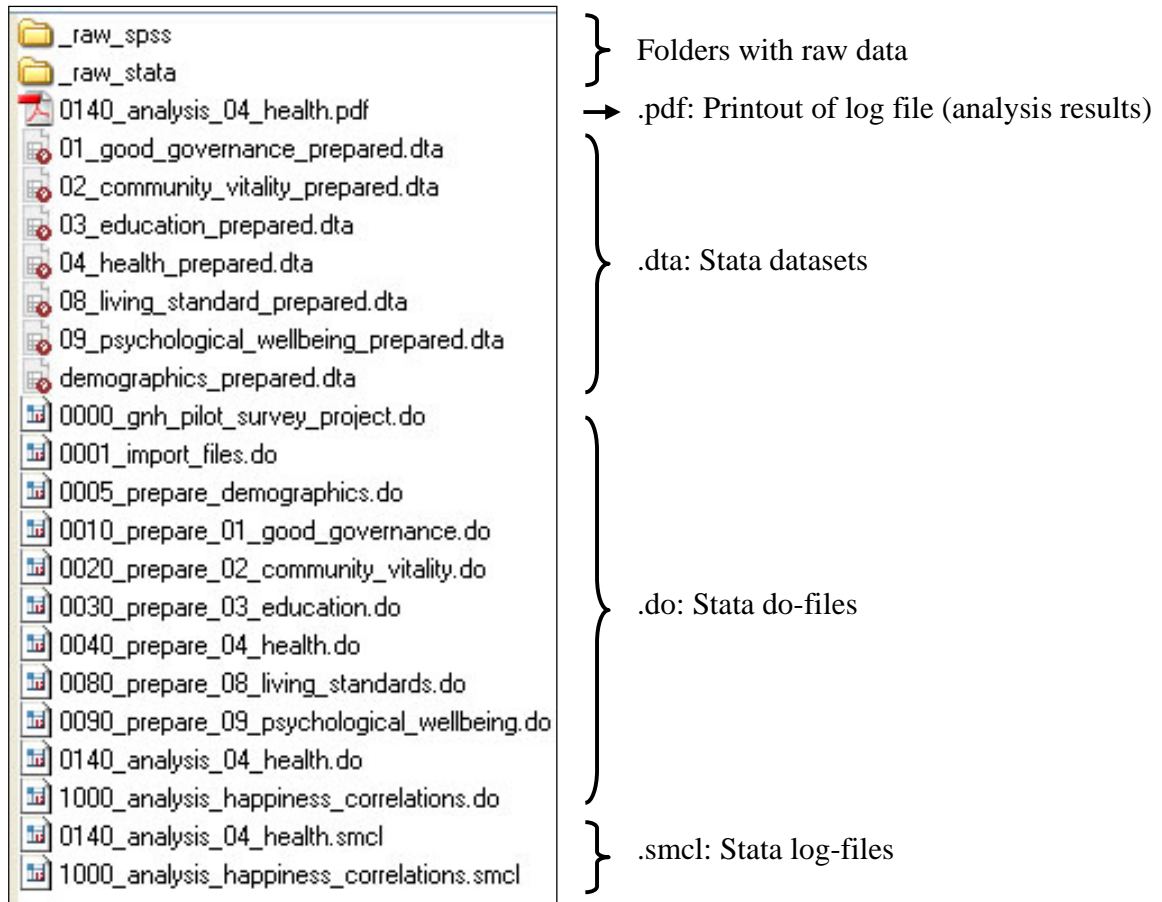 _raw_spss
_raw_stata
Folders with raw data
0140_analysis_04_health.pdf
.pdf: Printout of log file (analysis results)
01_good_governance_prepared.dta
02_community_vitality_prepared.dta
03_education_prepared.dta
04_health_prepared.dta
08_living_standard_prepared.dta
09_psychological_wellbeing_prepared.dta
demographics_prepared.dta
.dta: Stata datasets
0000_gnh_pilot_survey_project.do
0001_import_files.do
0005_prepare_demographics.do
0010_prepare_01_good_governance.do
0020_prepare_02_community_vitality.do
0030_prepare_03_education.do
0040_prepare_04_health.do
0080_prepare_08_living_standards.do
0090_prepare_09_psychological_wellbeing.do
0140_analysis_04_health.do
1000_analysis_happiness_correlations.do
.do: Stata do-files
0140_analysis_04_health.smcl
1000_analysis_happiness_correlations.smcl
.smcl: Stata log-files